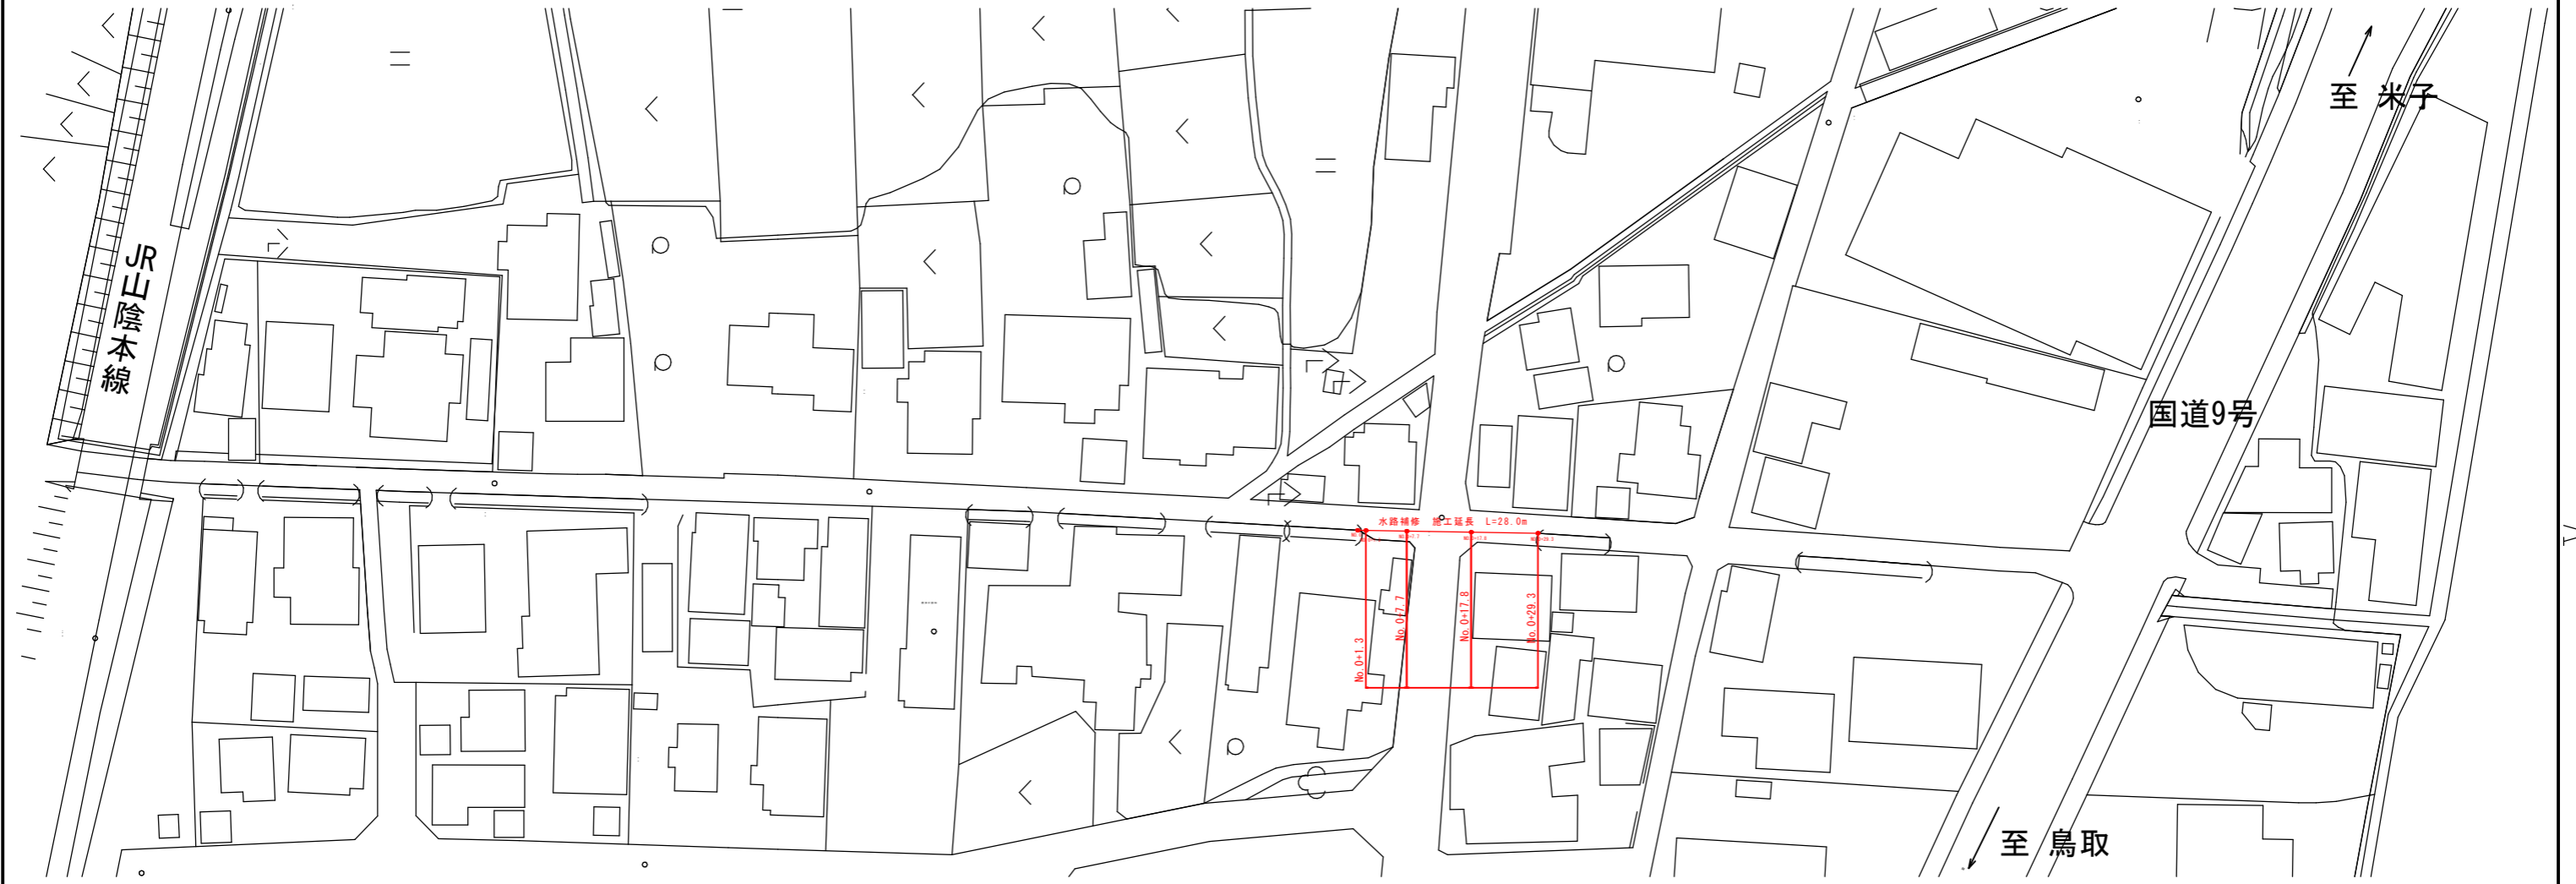 至 米子
JR山陰本線
国道9号
水路補修 施工延長 L=28.0m
No.0+1.3
No.0+7.7
No.0+17.8
No.0+29.3
至 鳥取